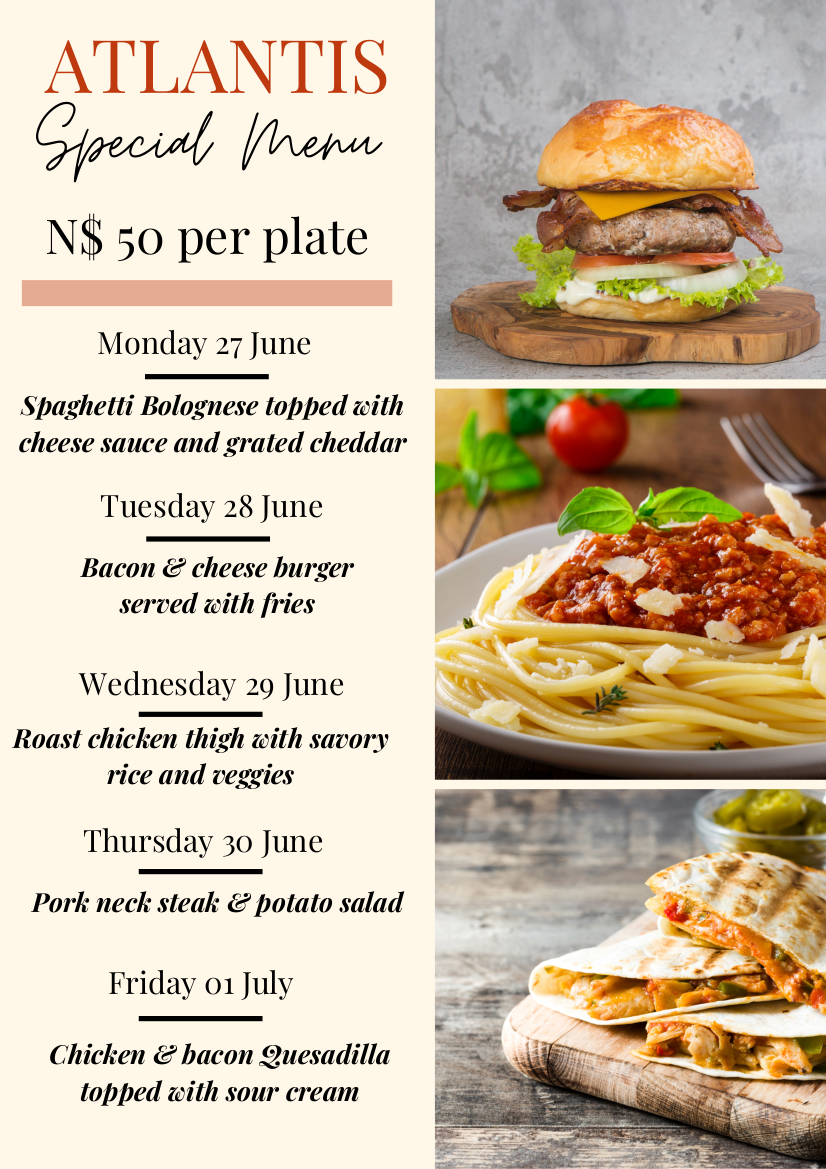 ATLANTIS
Special Menu
N$ 50 per plate
Monday 27 June
Spaghetti Bolognese topped with
cheese sauce and grated cheddar
Tuesday 28 June
Bacon & cheese burger
served with fries
Wednesday 29 June
Roast chicken thigh with savory
rice and veggies
Thursday 30 June
Pork neck steak & potato salad
Friday 01 July
Chicken & bacon Quesadilla
topped with sour cream